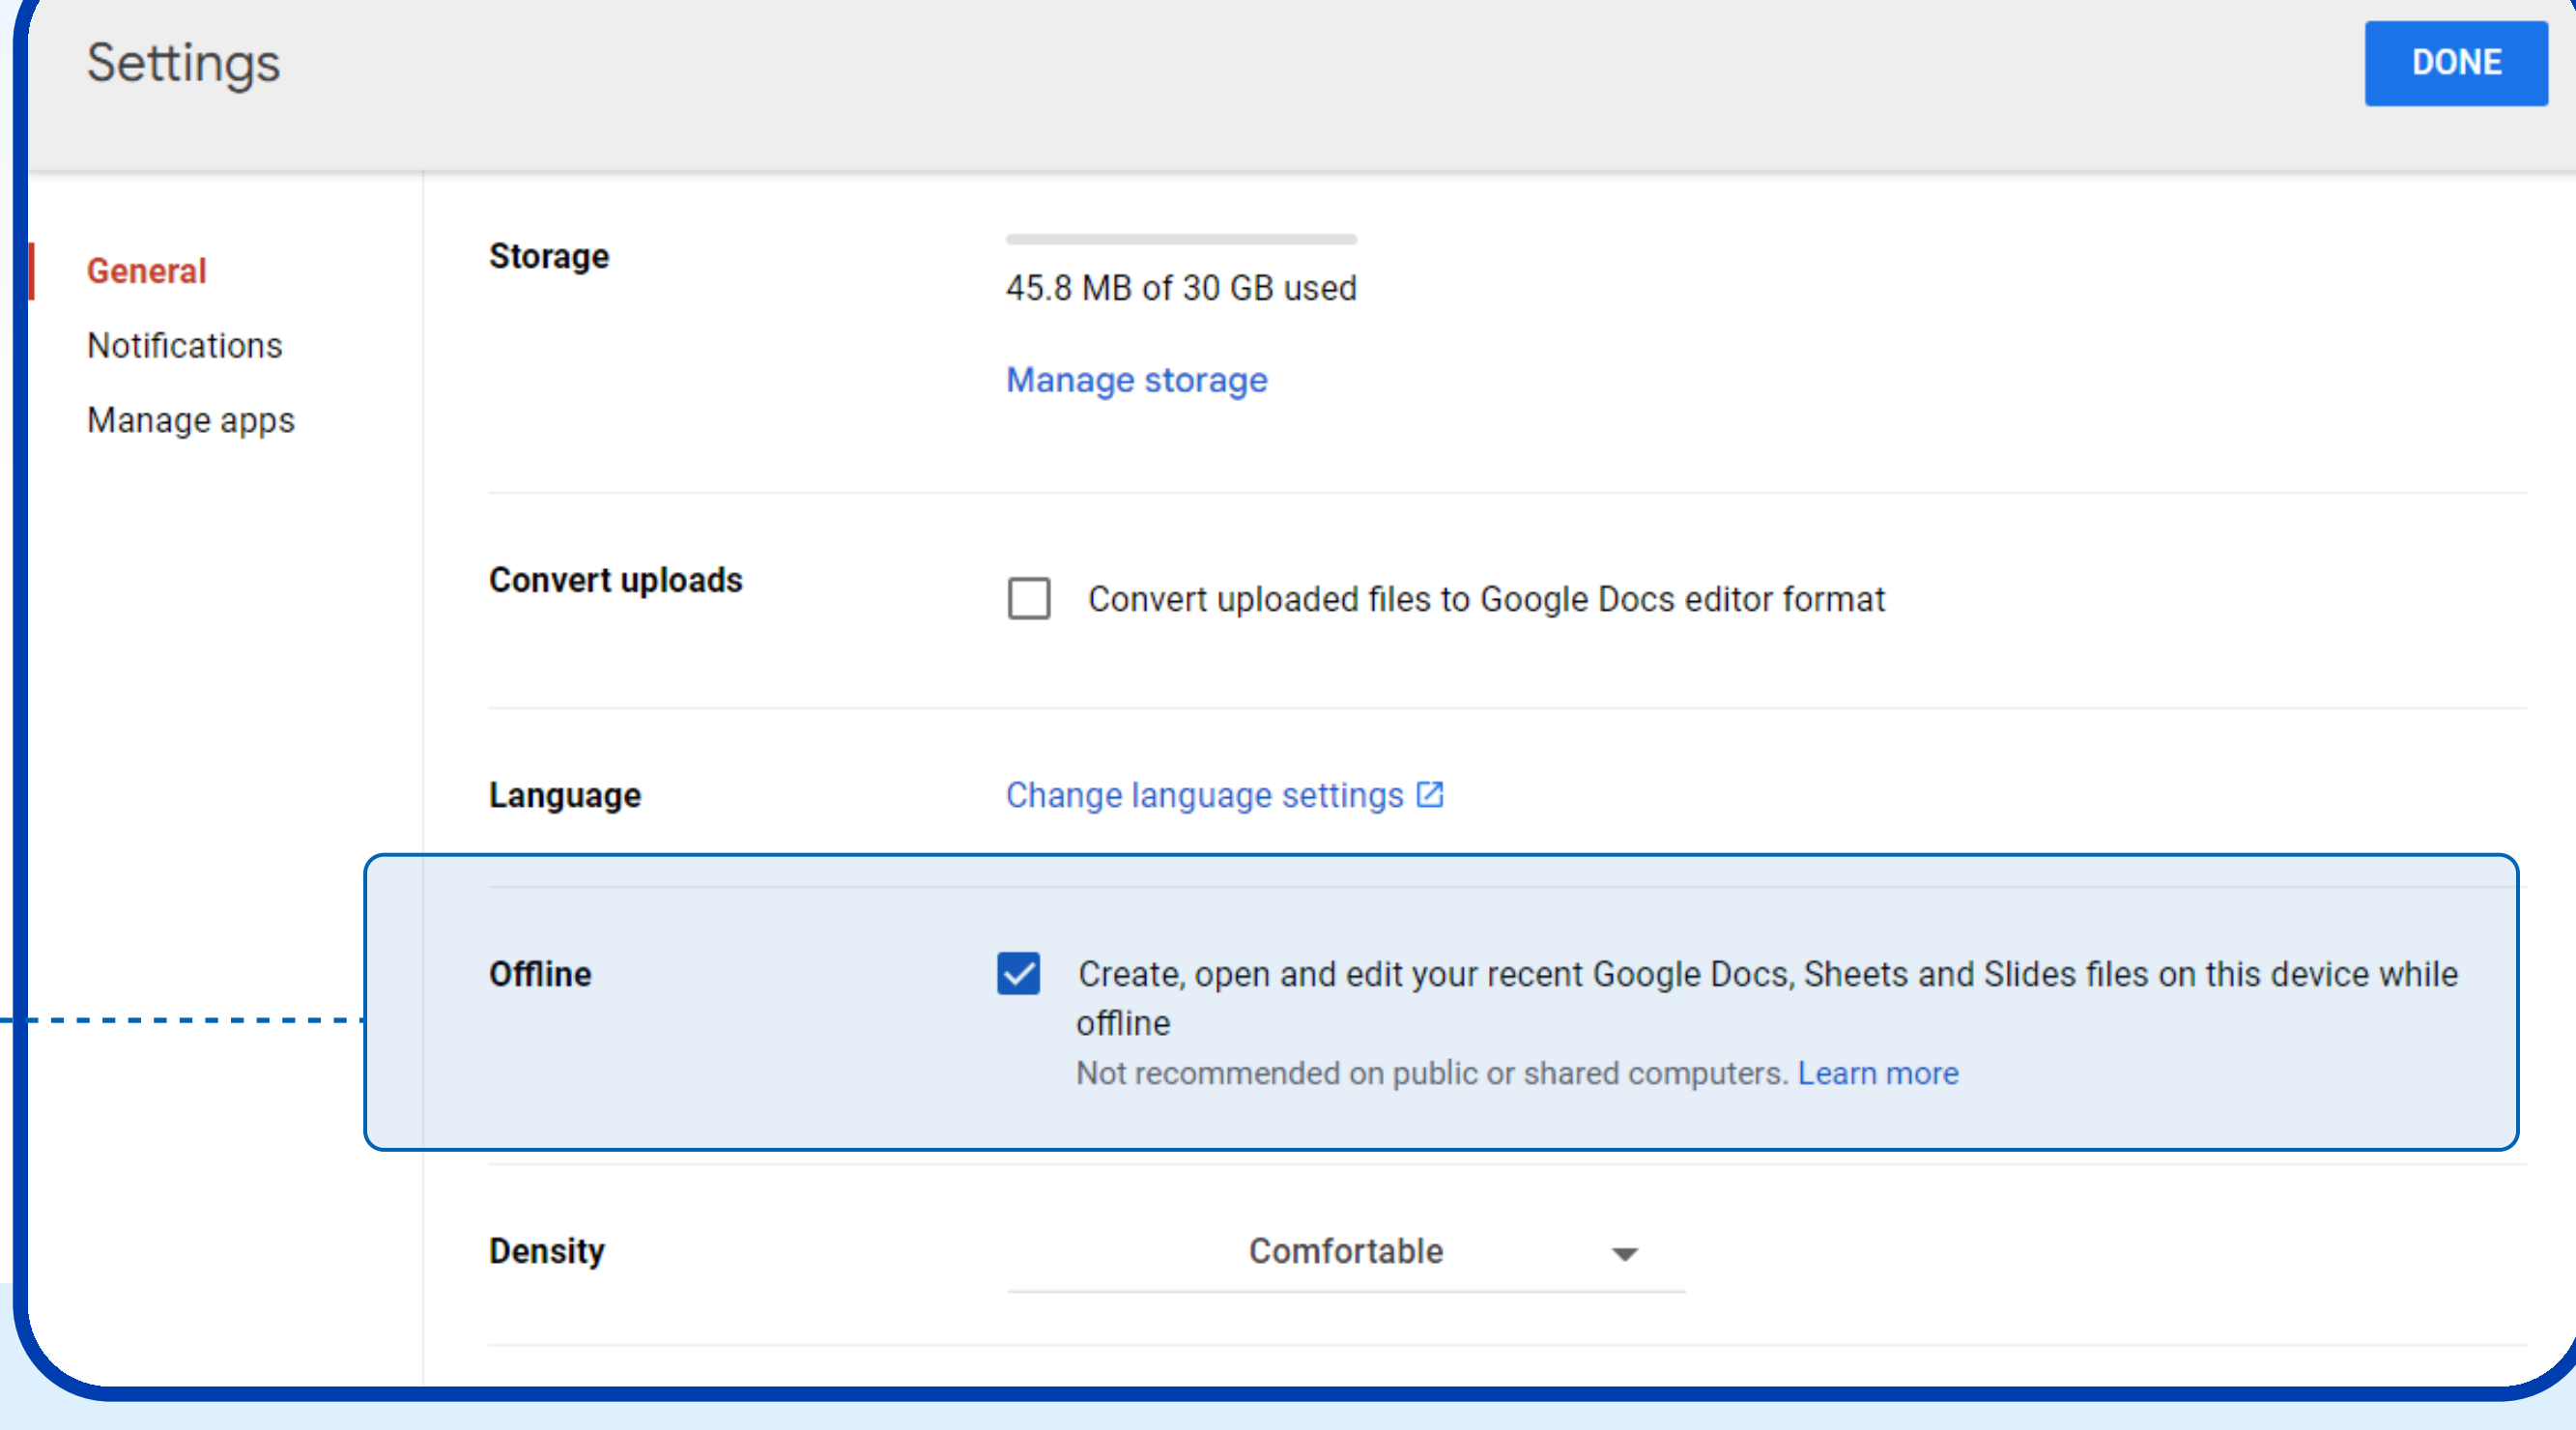 Settings
DONE
General
Notifications
Manage apps
Storage
45.8 MB of 30 GB used
Manage storage
Convert uploads
Convert uploaded files to Google Docs editor format
Language
Change language settings
Offline
Create, open and edit your recent Google Docs, Sheets and Slides files on this device while
offline
Not recommended on public or shared computers. Learn more
Density
Comfortable